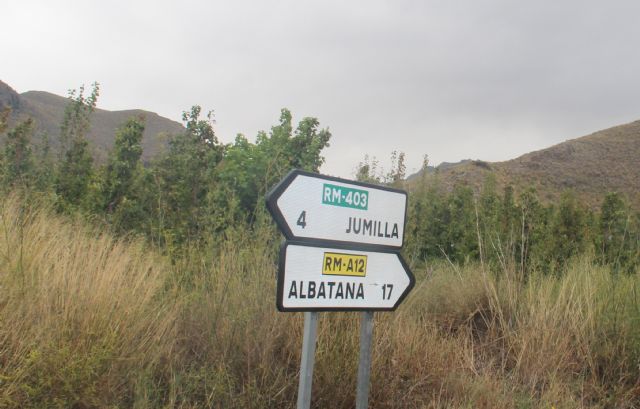 RM-403
4 JUMILLA
RM-A12
ALBATANA 17